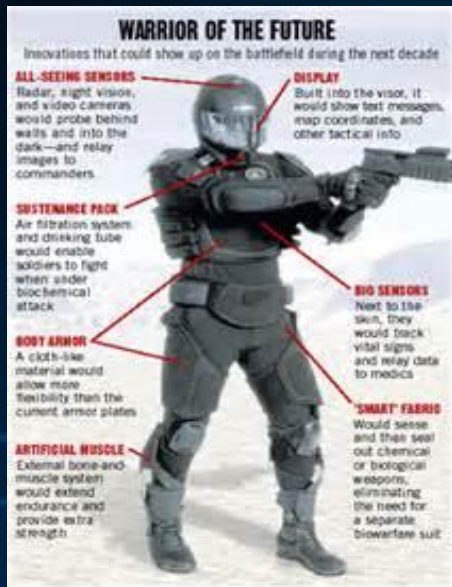 WARRIOR OF THE FUTURE
Innovations that could show up on the battlefield during the next decade
ALL-SEEING SENSORS
Radar, night vision,
and video cameras
would probe behind
walls and into the
dark—and relay
images to
commanders
DISPLAY
Built into the visor, it
would show text messages,
map coordinates, and
other tactical info
SUSTENANCE PACK
Air filtration system
and drinking tube
would enable
soldiers to fight
when under
biochemical
attack
BIO SENSORS
Next to the
skin, they
would track
vital signs
and relay data
to medics
BODY ARMOR
A cloth-like
material would
allow more
flexibility than the
current armor plates
'SMART' FABRIC
Would sense
and then seal
out chemical
or biological
weapons,
eliminating
the need for
a separate
biowarfare suit
ARTIFICIAL MUSCLE
External bone-and-
muscle system
would extend
endurance and
provide extra
strength